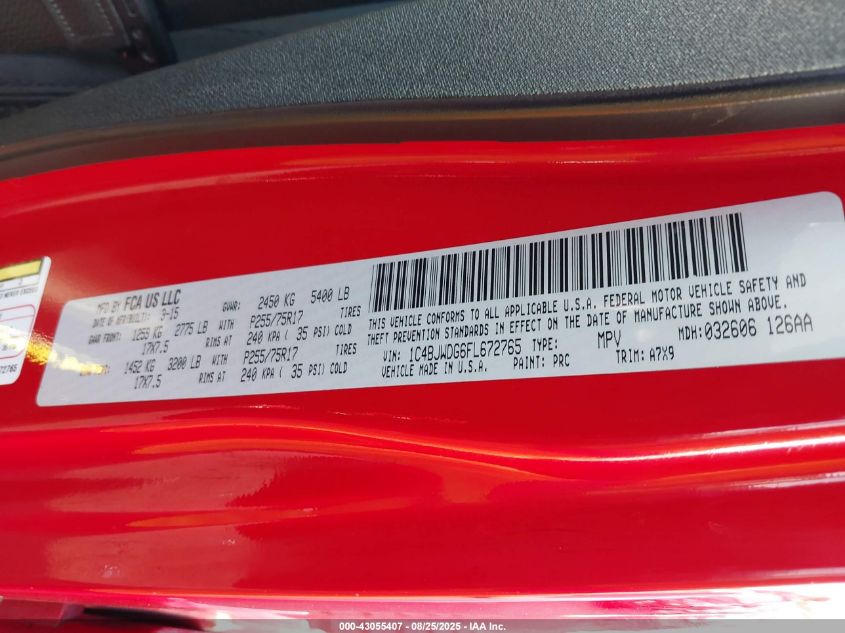 MFD BY FCA US LLC
DATE OF MFR(BUILT): 3-15 GVWR: 2450 KG 5400 LB
GAWR FRONT: 1259 KG 2775 LB WITH P255/75R17 TIRES
17X7.5 RIMS AT 240 KPA ( 35 PSI) COLD
1452 KG 3200 LB WITH P255/75R17 TIRES
17X7.5 RIMS AT 240 KPA ( 35 PSI) COLD
THIS VEHICLE CONFORMS TO ALL APPLICABLE U.S.A. FEDERAL MOTOR VEHICLE SAFETY AND
THEFT PREVENTION STANDARDS IN EFFECT ON THE DATE OF MANUFACTURE SHOWN ABOVE.
VIN: 1C4BJWDG6FL672765 TYPE: MPV MDH: 032606 126AA
VEHICLE MADE IN U.S.A. PAINT: PRC TRIM: A7X9
72765
000-43055407 - 08/25/2025 - IAA Inc.